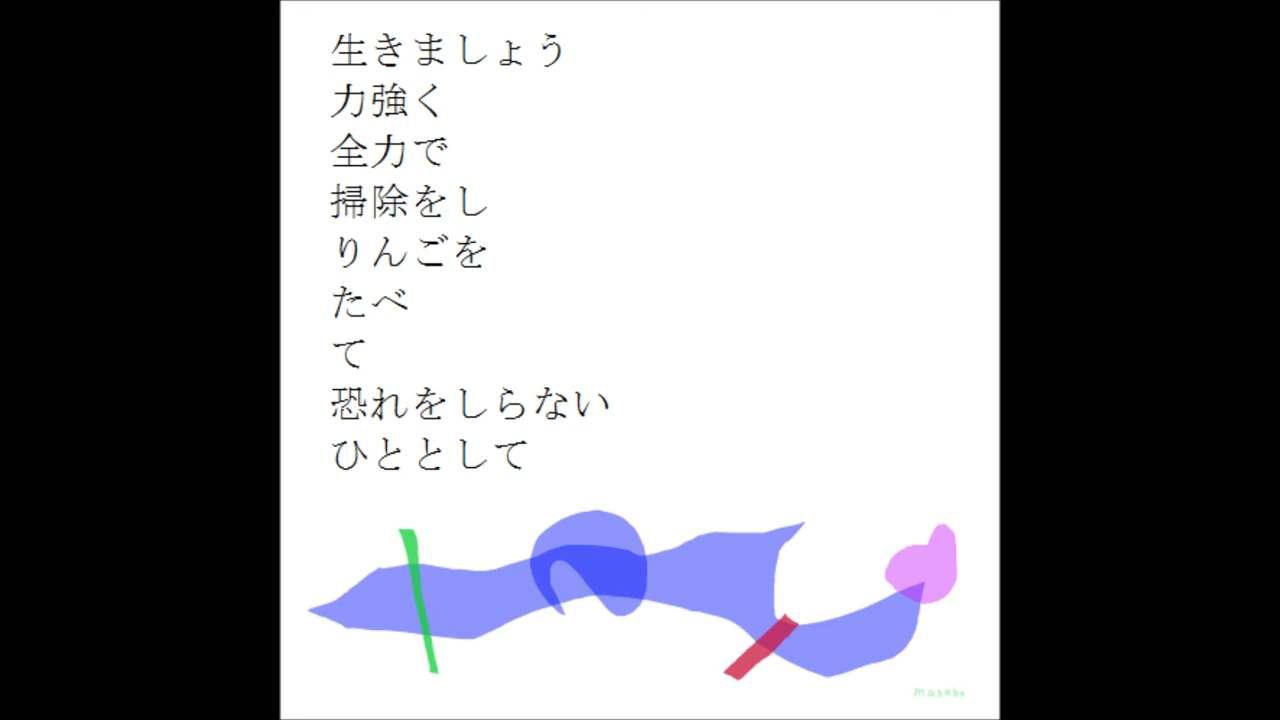 生きましょう
力強く
全力で
掃除をし
りんごを
たべ
て
恐れをしらない
ひととして
masebo